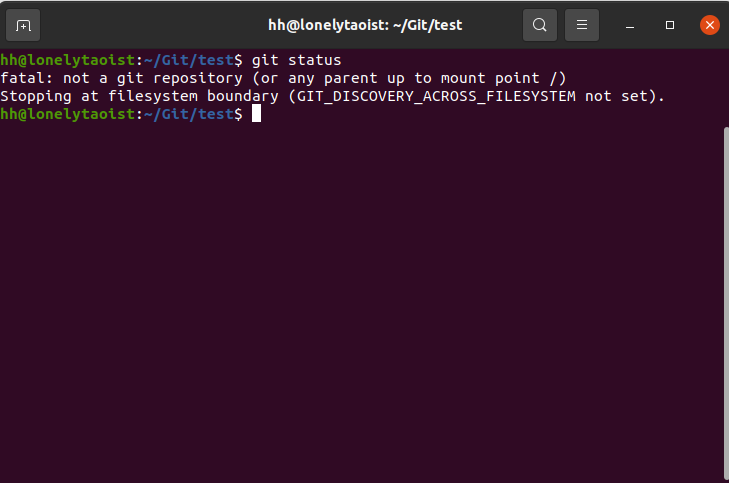 hh@lonelytaoist: ~/Git/test
hh@lonelytaoist:~/Git/test$ git status
fatal: not a git repository (or any parent up to mount point /)
Stopping at filesystem boundary (GIT_DISCOVERY_ACROSS_FILESYSTEM not set).
hh@lonelytaoist:~/Git/test$